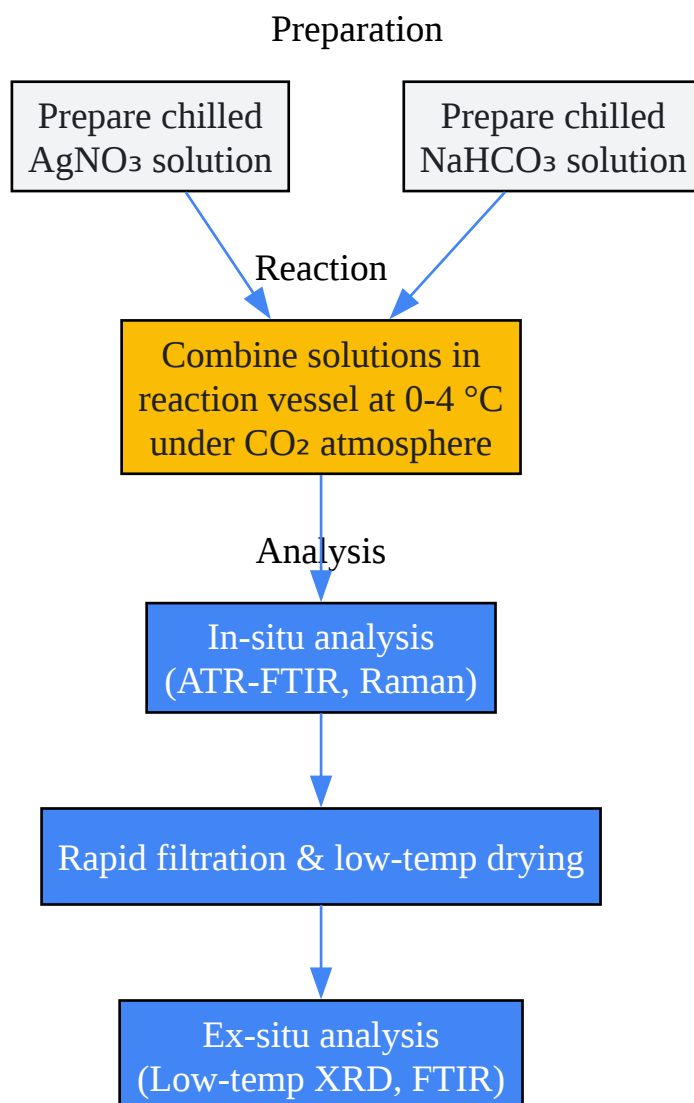 Preparation
Prepare chilled
AgNO₃ solution
Prepare chilled
NaHCO₃ solution
Reaction
Combine solutions in
reaction vessel at 0-4 °C
under CO₂ atmosphere
Analysis
In-situ analysis
(ATR-FTIR, Raman)
Rapid filtration & low-temp drying
Ex-situ analysis
(Low-temp XRD, FTIR)